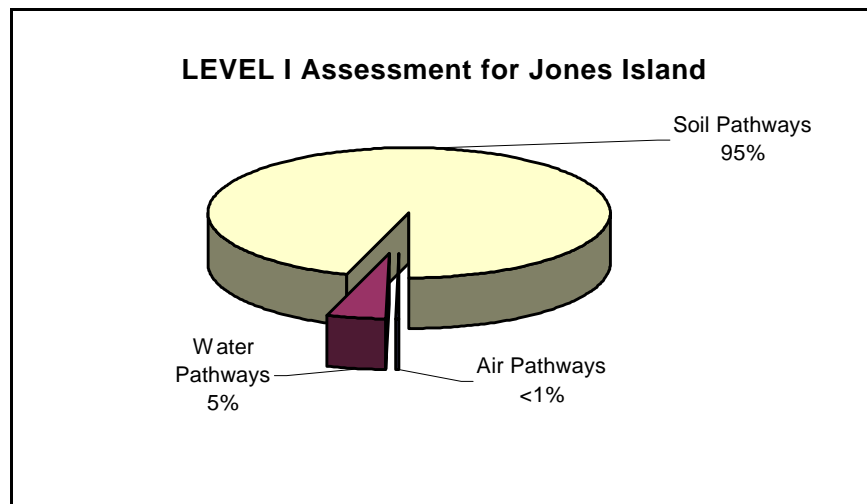 LEVEL I Assessment for Jones Island
Soil Pathways
95%
Water
Pathways
5%
Air Pathways
<1%